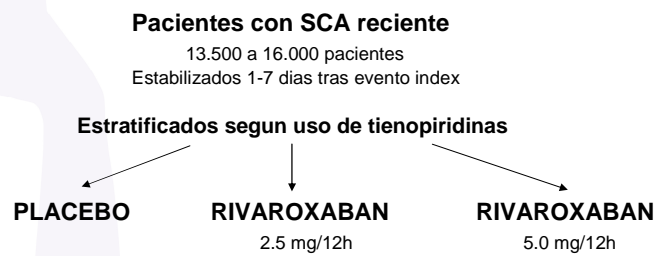 Pacientes con SCA reciente
13.500 a 16.000 pacientes
Estabilizados 1-7 dias tras evento index
Estratificados segun uso de tienopiridinas
PLACEBO RIVAROXABAN RIVAROXABAN
2.5 mg/12h 5.0 mg/12h